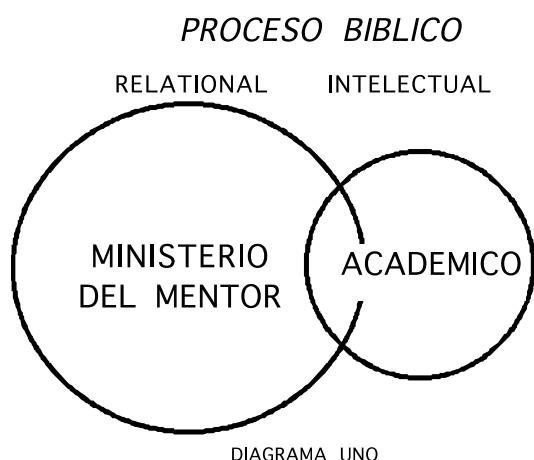 PROCESO BIBLICO
RELATIONAL INTELECTUAL
MINISTERIO
DEL MENTOR
ACADEMICO
DIAGRAMA UNO